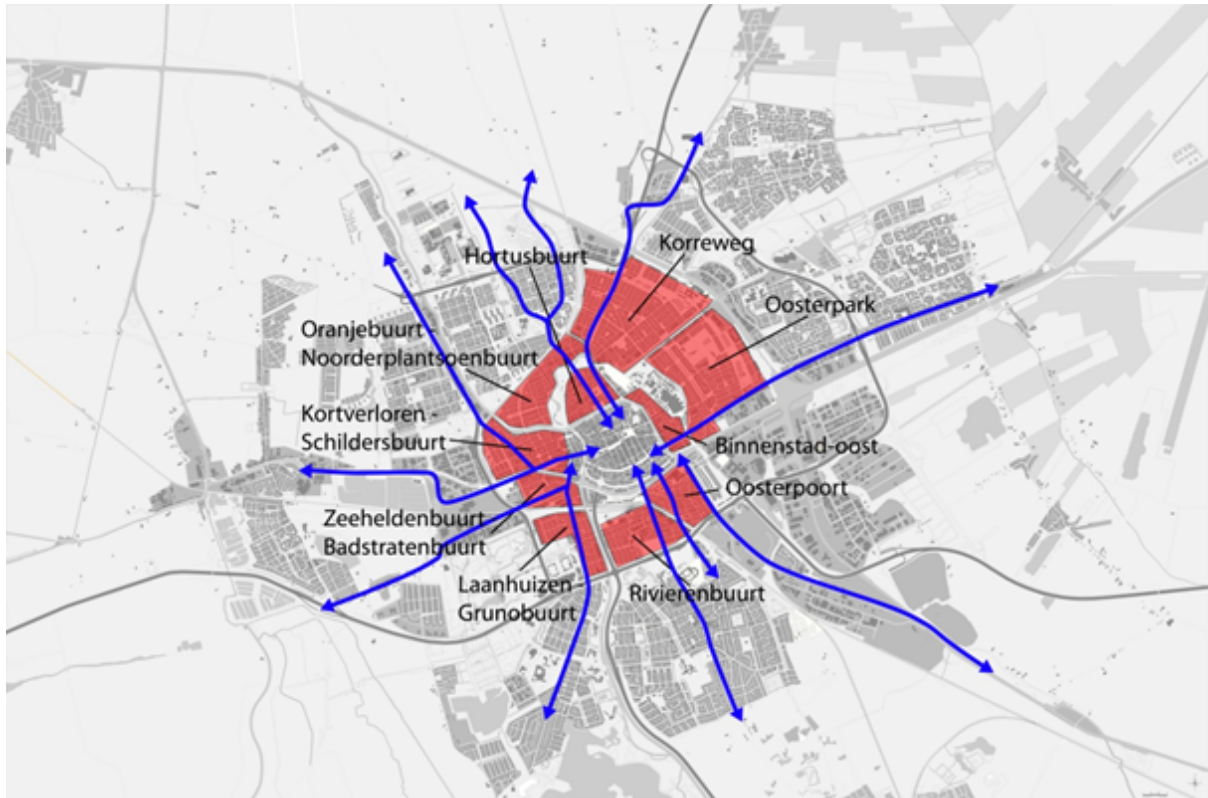 Korreweg
Hortusbuurt
Oosterpark
Oranjebuurt -
Noorderplantsoenbuurt
Kortverloren -
Schildersbuurt
Binnenstad-oost
Oosterpoort
Zeeheldenbuurt
Badstratenbuurt
Laanhuizen -
Grunobuurt
Rivierenbuurt